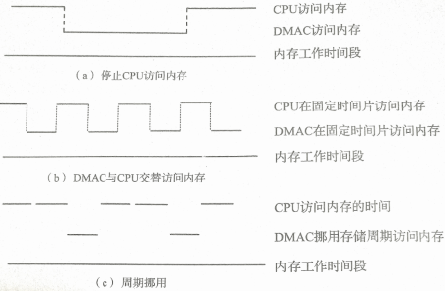 CPU访问内存
DMAC访问内存
内存工作时间段
（a）停止CPU访问内存
CPU在固定时间片访问内存
DMAC在固定时间片访问内存
内存工作时间段
（b）DMAC与CPU交替访问内存
CPU访问内存的时间
DMAC挪用存储周期访问内存
内存工作时间段
（c）周期挪用